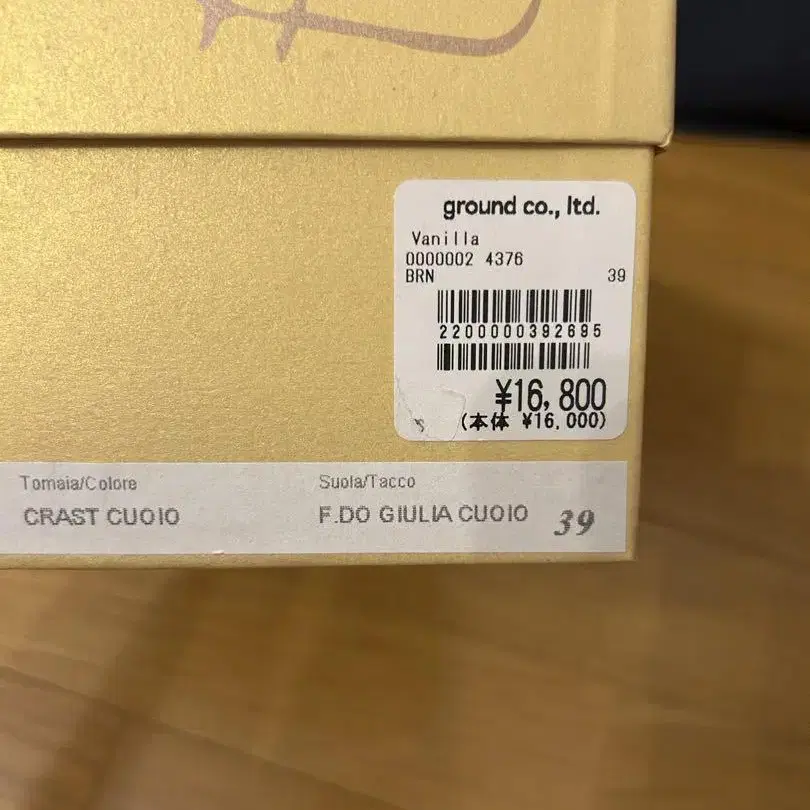 ground co., ltd.
Vanilla
0000002 4376
BRN 39
2200000392695
¥16,800
(本体 ¥16,000)
Tomaia/Colore Suola/Tacco
CRAST CUOIO F.DO GIULIA CUOIO 39